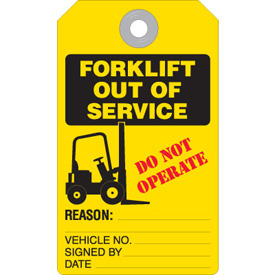 FORKLIFT
OUT OF
SERVICE
DO NOT
OPERATE
REASON:
VEHICLE NO.
SIGNED BY
DATE